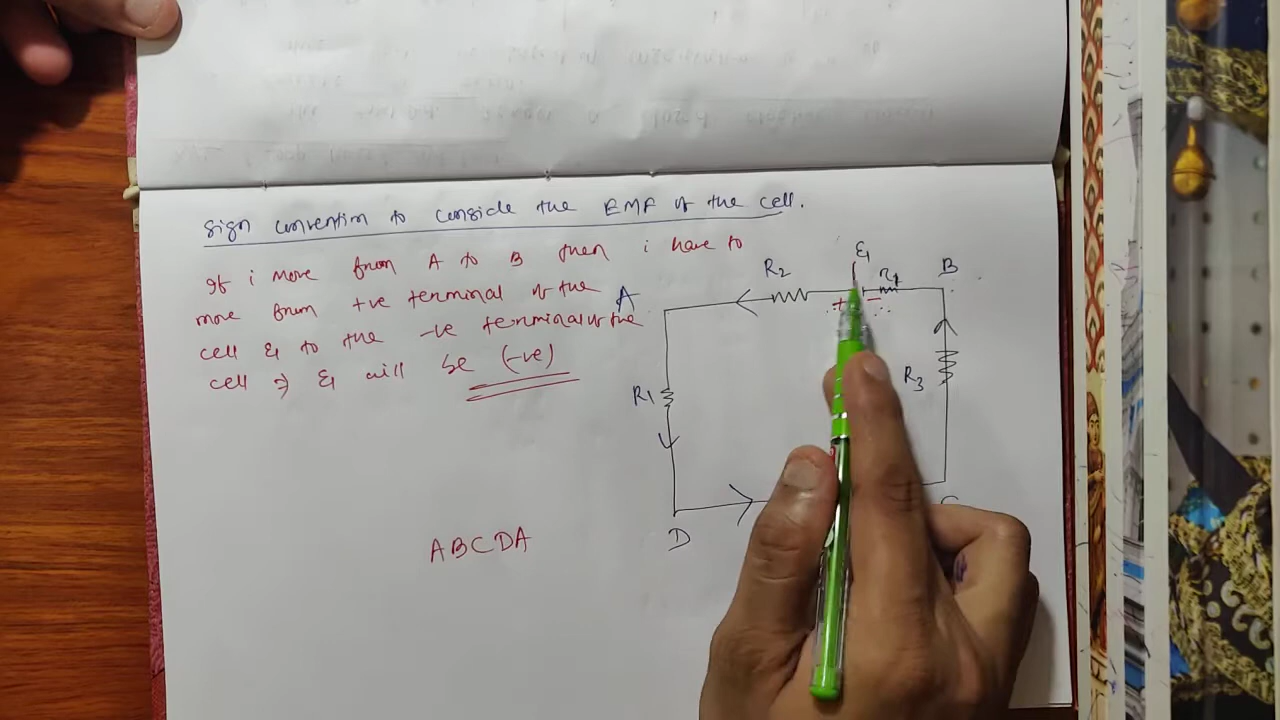 Sign convention to conside the EMF of the cell.
If i move from A to B then i have to
move from +ve terminal of the
cell ε1 to the -ve terminal of the
cell ⇒ ε1 will be (-ve)
ABCDA
A
B
D
R2
ε1
r1
+ -
R1
R3